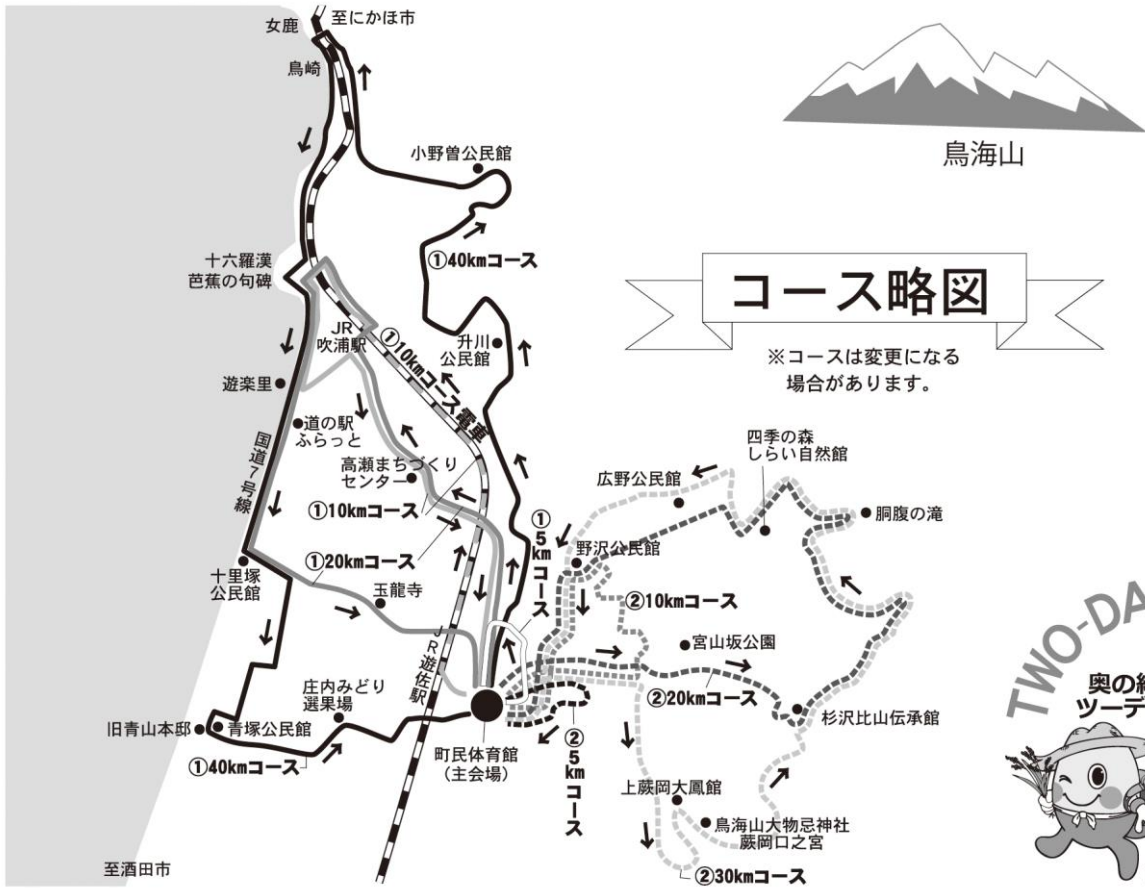 女鹿
至にかほ市
鳥崎
小野曽公民館
鳥海山
十六羅漢
芭蕉の句碑
①40kmコース
コース略図
※コースは変更になる
場合があります。
JR
吹浦駅
①10kmコース電車
升川
公民館
遊楽里
道の駅
ふらっと
国道7号線
高瀬まちづくり
センター
①10kmコース
①20kmコース
①5kmコース
四季の森
しらい自然館
広野公民館
胴腹の滝
野沢公民館
十里塚
公民館
玉龍寺
②10kmコース
宮山坂公園
JR遊佐駅
②20kmコース
杉沢比山伝承館
庄内みどり
選果場
旧青山本邸
青塚公民館
①40kmコース
町民体育館
(主会場)
②5kmコース
上蕨岡大鳳館
鳥海山大物忌神社
蕨岡口之宮
②30kmコース
至酒田市
TWO-DA
奥の
ツーデ